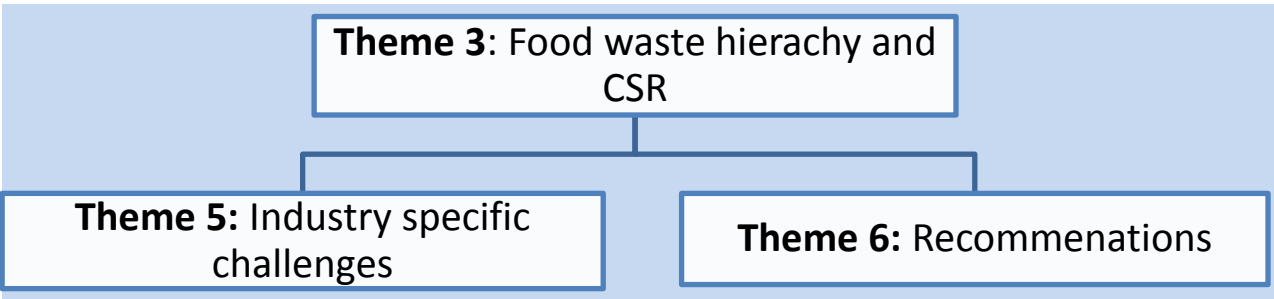 Theme 3: Food waste hierachy and
CSR
Theme 5: Industry specific
challenges
Theme 6: Recommenations